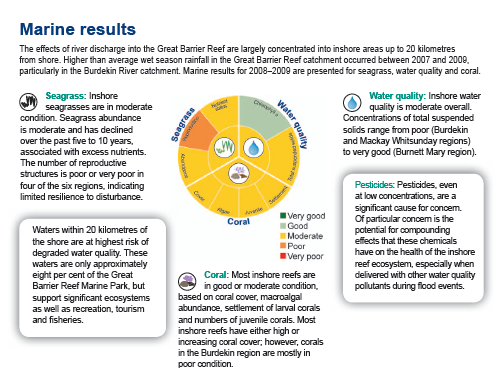 Marine results
The effects of river discharge into the Great Barrier Reef are largely concentrated into inshore areas up to 20 kilometres
from shore. Higher than average wet season rainfall in the Great Barrier Reef catchment occurred between 2007 and 2009,
particularly in the Burdekin River catchment. Marine results for 2008–2009 are presented for seagrass, water quality and coral.
Seagrass: Inshore
seagrasses are in moderate
condition. Seagrass abundance
is moderate and has declined
over the past five to 10 years,
associated with excess nutrients.
The number of reproductive
structures is poor or very poor in
four of the six regions, indicating
limited resilience to disturbance.
Waters within 20 kilometres of
the shore are at highest risk of
degraded water quality. These
waters are only approximately
eight per cent of the Great
Barrier Reef Marine Park, but
support significant ecosystems
as well as recreation, tourism
and fisheries.
Seagrass
Water quality
Coral
Abundance
Reproduction
Nutrient
status
Chlorophyll a
Total suspended solids
Settlement
Juvenile
Algae
Cover
Very good
Good
Moderate
Poor
Very poor
Coral: Most inshore reefs are
in good or moderate condition,
based on coral cover, macroalgal
abundance, settlement of larval corals
and numbers of juvenile corals. Most
inshore reefs have either high or
increasing coral cover; however, corals
in the Burdekin region are mostly in
poor condition.
Water quality: Inshore water
quality is moderate overall.
Concentrations of total suspended
solids range from poor (Burdekin
and Mackay Whitsunday regions)
to very good (Burnett Mary region).
Pesticides: Pesticides, even
at low concentrations, are a
significant cause for concern.
Of particular concern is the
potential for compounding
effects that these chemicals
have on the health of the inshore
reef ecosystem, especially when
delivered with other water quality
pollutants during flood events.